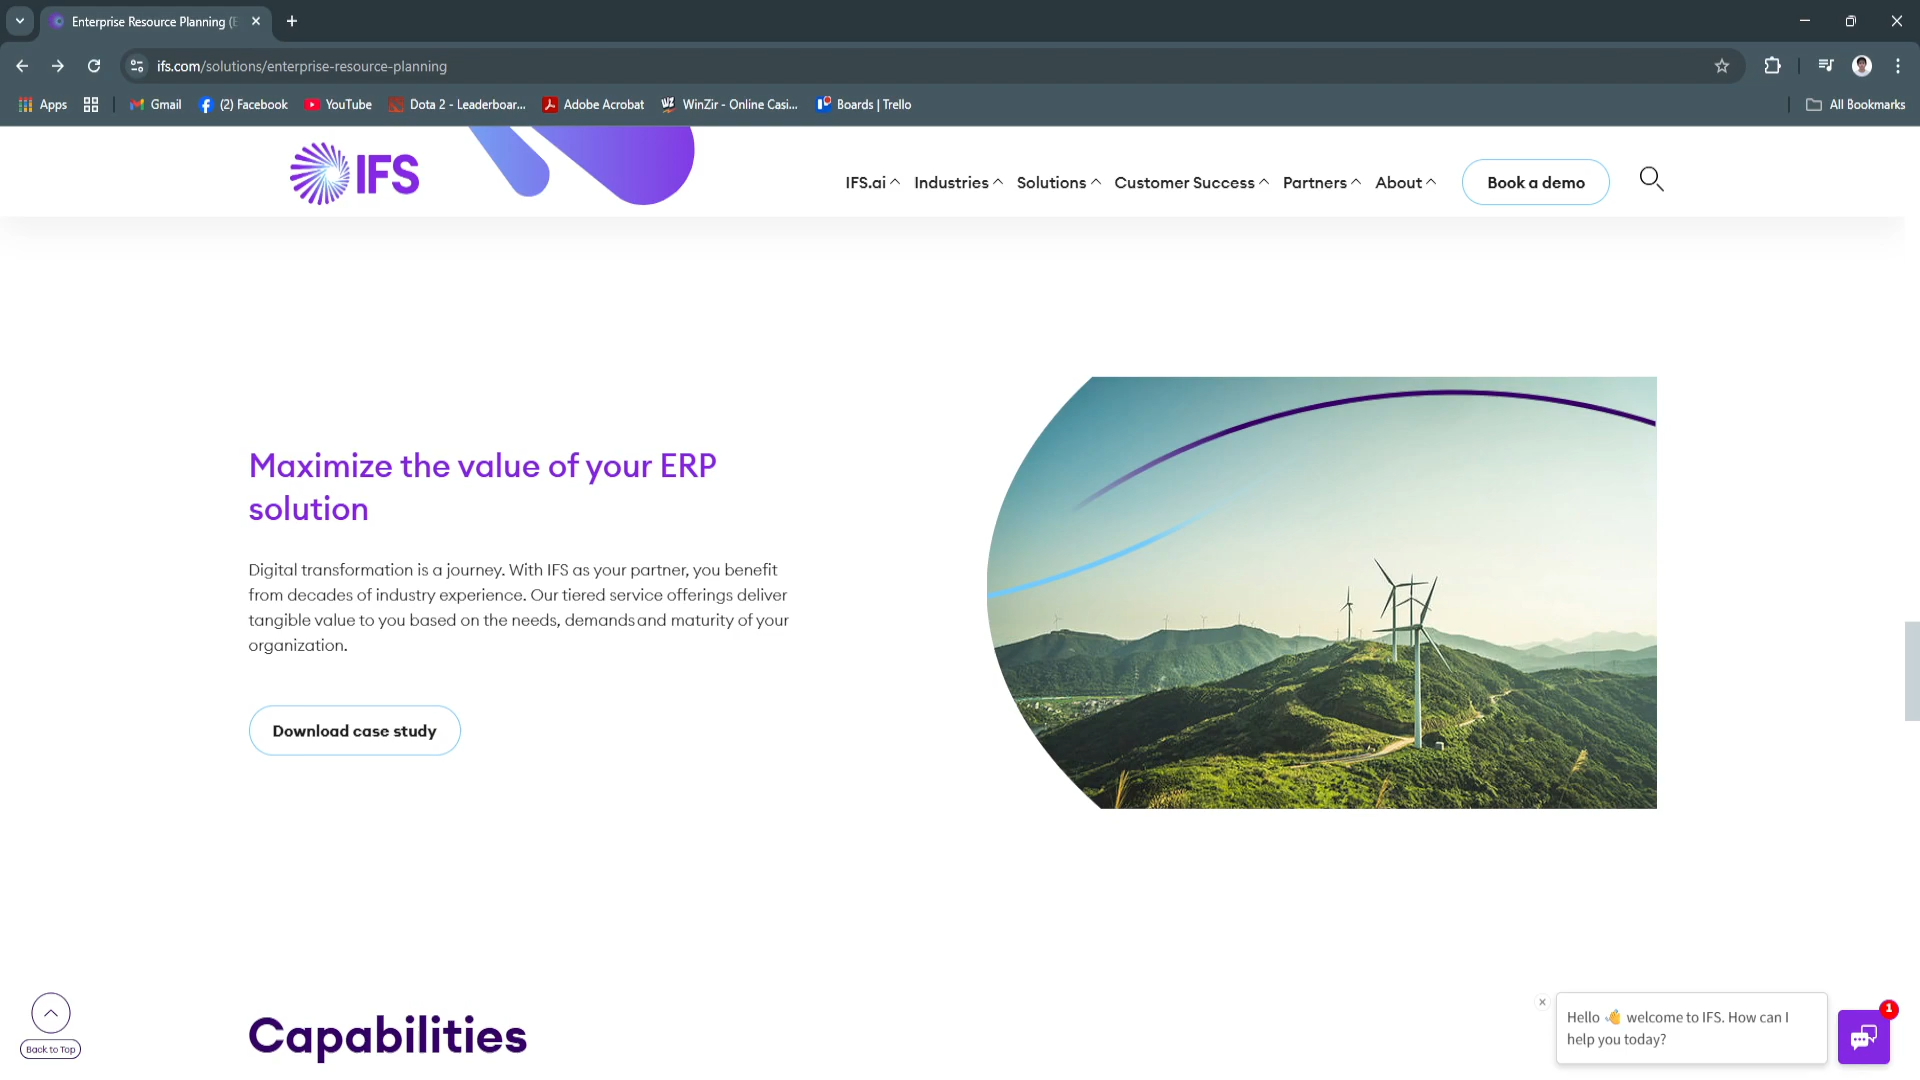 Enterprise Resource Planning (E
ifs.com/solutions/enterprise-resource-planning
Apps
Gmail
(2) Facebook
YouTube
Dota 2 - Leaderboar...
Adobe Acrobat
WinZir - Online Casi...
Boards | Trello
All Bookmarks
IFS
IFS.ai
Industries
Solutions
Customer Success
Partners
About
Book a demo
Maximize the value of your ERP
solution
Digital transformation is a journey. With IFS as your partner, you benefit
from decades of industry experience. Our tiered service offerings deliver
tangible value to you based on the needs, demands and maturity of your
organization.
Download case study
Capabilities
Back to Top
Hello 👋 welcome to IFS. How can I
help you today?
1